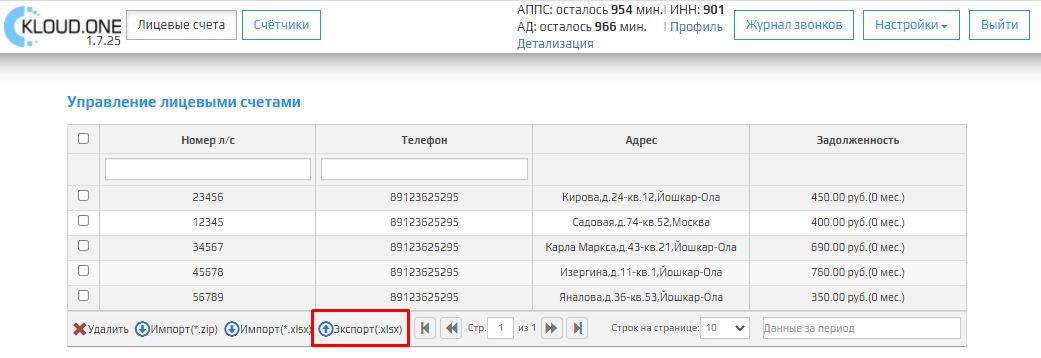 KLOUD.ONE
1.7.25
Лицевые счета
Счётчики
АППС: осталось 954 мин.| ИНН: 901
АД: осталось 966 мин. | Профиль
Детализация
Журнал звонков
Настройки
Выйти
Управление лицевыми счетами
Номер л/с Телефон Адрес Задолженность
23456 89123625295 Кирова,д.24-кв.12,Йошкар-Ола 450.00 руб.(0 мес.)
12345 89123625295 Садовая,д.74-кв.52,Москва 400.00 руб.(0 мес.)
34567 89123625295 Карла Маркса,д.43-кв.21,Йошкар-Ола 690.00 руб.(0 мес.)
45678 89123625295 Изергина,д.11-кв.1,Йошкар-Ола 760.00 руб.(0 мес.)
56789 89123625295 Яналова,д.36-кв.53,Йошкар-Ола 350.00 руб.(0 мес.)
Удалить Импорт(*.zip) Импорт(*.xlsx) Экспорт(.xlsx) Стр. 1 из 1 Строк на странице: 10 Данные за период